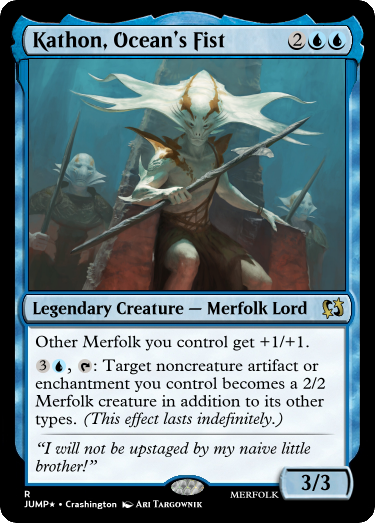 Kathon, Ocean's Fist 2
Legendary Creature — Merfolk Lord
Other Merfolk you control get +1/+1.
3, : Target noncreature artifact or
enchantment you control becomes a 2/2
Merfolk creature in addition to its other
types. (This effect lasts indefinitely.)
“I will not be upstaged by my naive little
brother!”
3/3
R
JUMP★ • Crashington Ari Targownik
MERFOLK